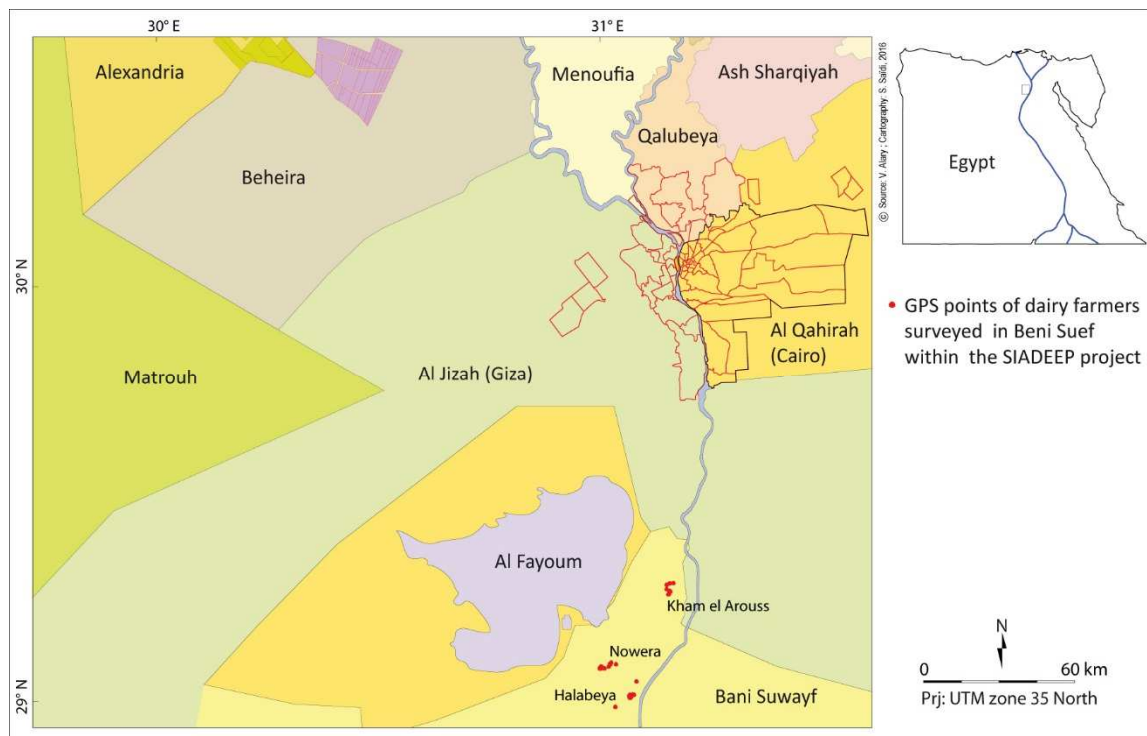 30° E
31° E
Alexandria
Menoufia
Ash Sharqiyah
Qalubeya
Beheira
30° N
Al Qahirah
(Cairo)
Matrouh
Al Jizah (Giza)
Al Fayoum
Kham el Arouss
Nowera
Halabeya
Bani Suwayf
29° N
© Source: V. Alary ; Cartography: S. Saïdi, 2016
Egypt
GPS points of dairy farmers
surveyed in Beni Suef
within the SIADEEP project
N
0 60 km
Prj: UTM zone 35 North